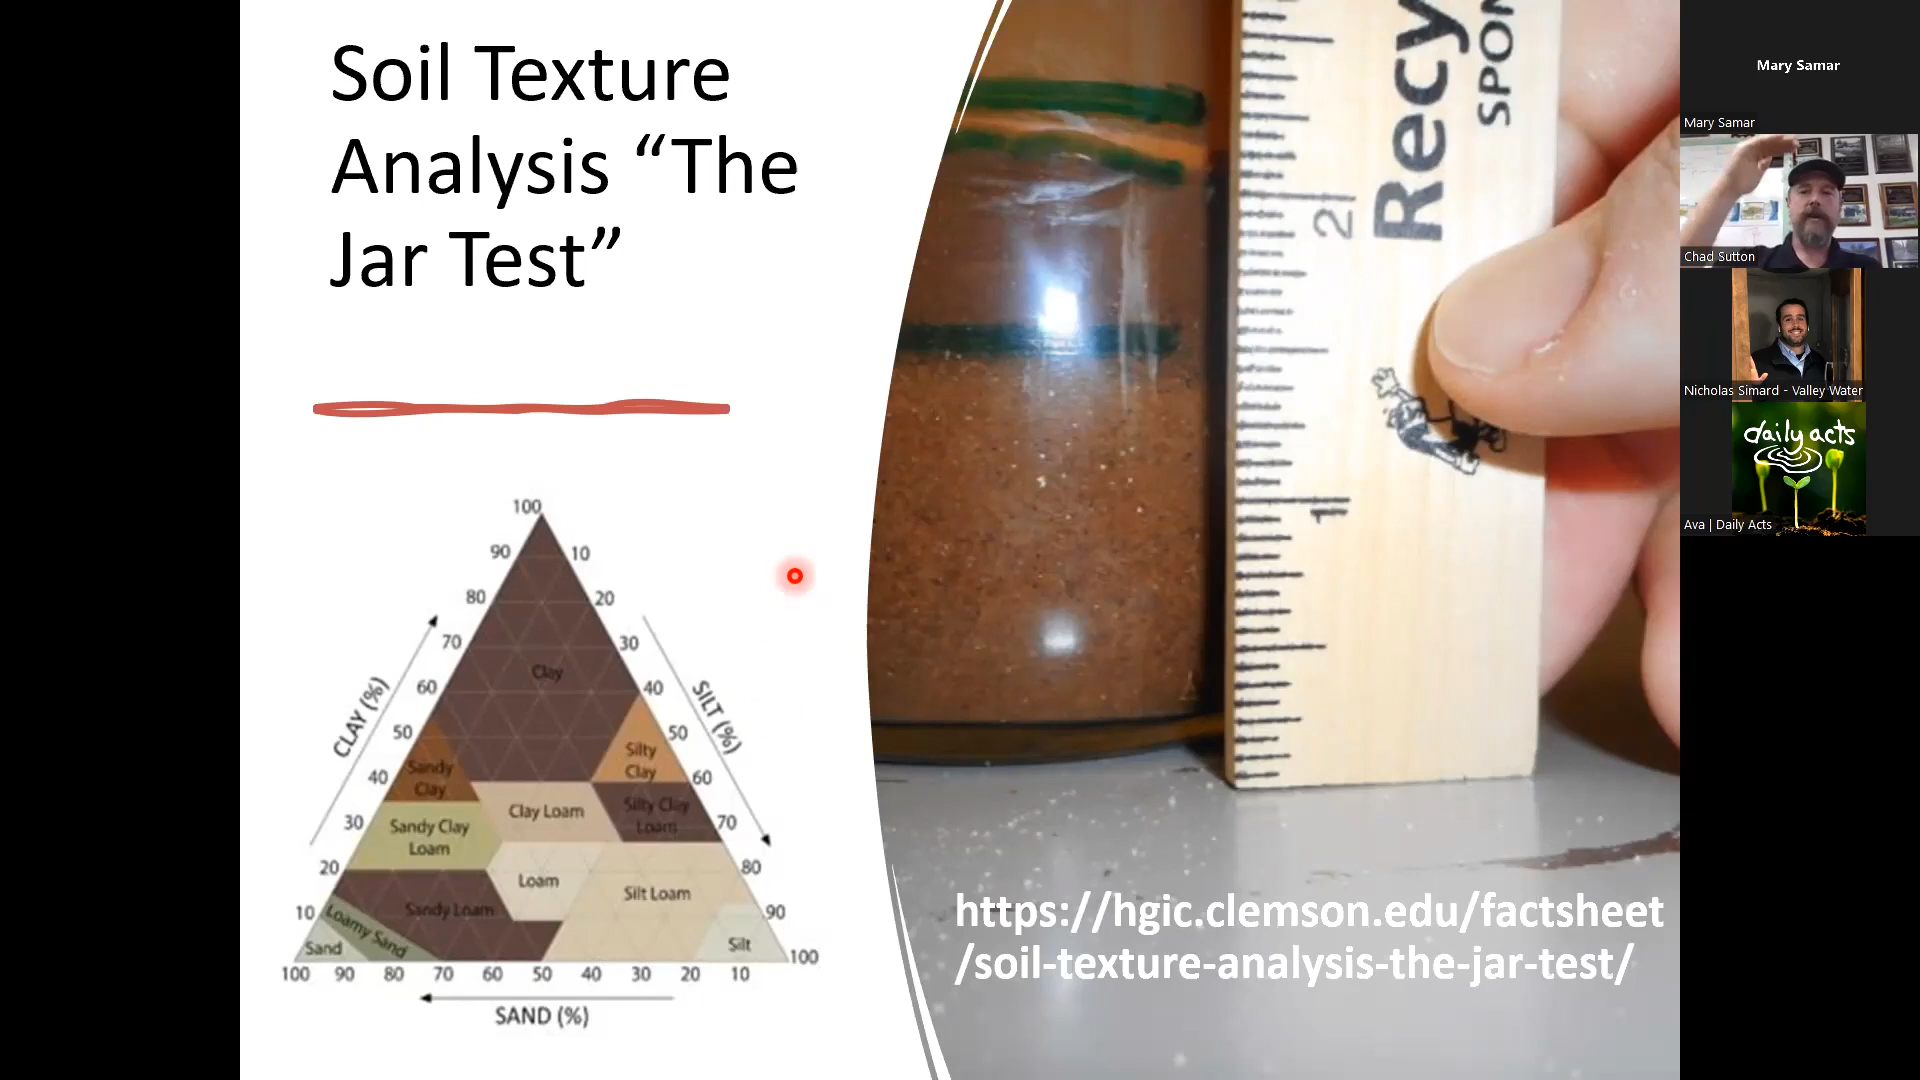 Soil Texture
Analysis “The
Jar Test”
100
90
10
80
20
70
30
Clay
60
40
50
50
Silty
Clay
Sandy
Clay
40
60
Clay Loam
Silty Clay
Loam
30
70
Sandy Clay
Loam
20
80
Loam
Silt Loam
10
90
Sandy Loam
Loamy Sand
Sand
Silt
100
100
90
80
70
60
50
40
30
20
10
CLAY (%)
SILT (%)
SAND (%)
Recy
SPON
2
1
https://hgic.clemson.edu/factsheet
/soil-texture-analysis-the-jar-test/
Mary Samar
Mary Samar
Chad Sutton
Nicholas Simard - Valley Water
daily acts
Ava | Daily Acts